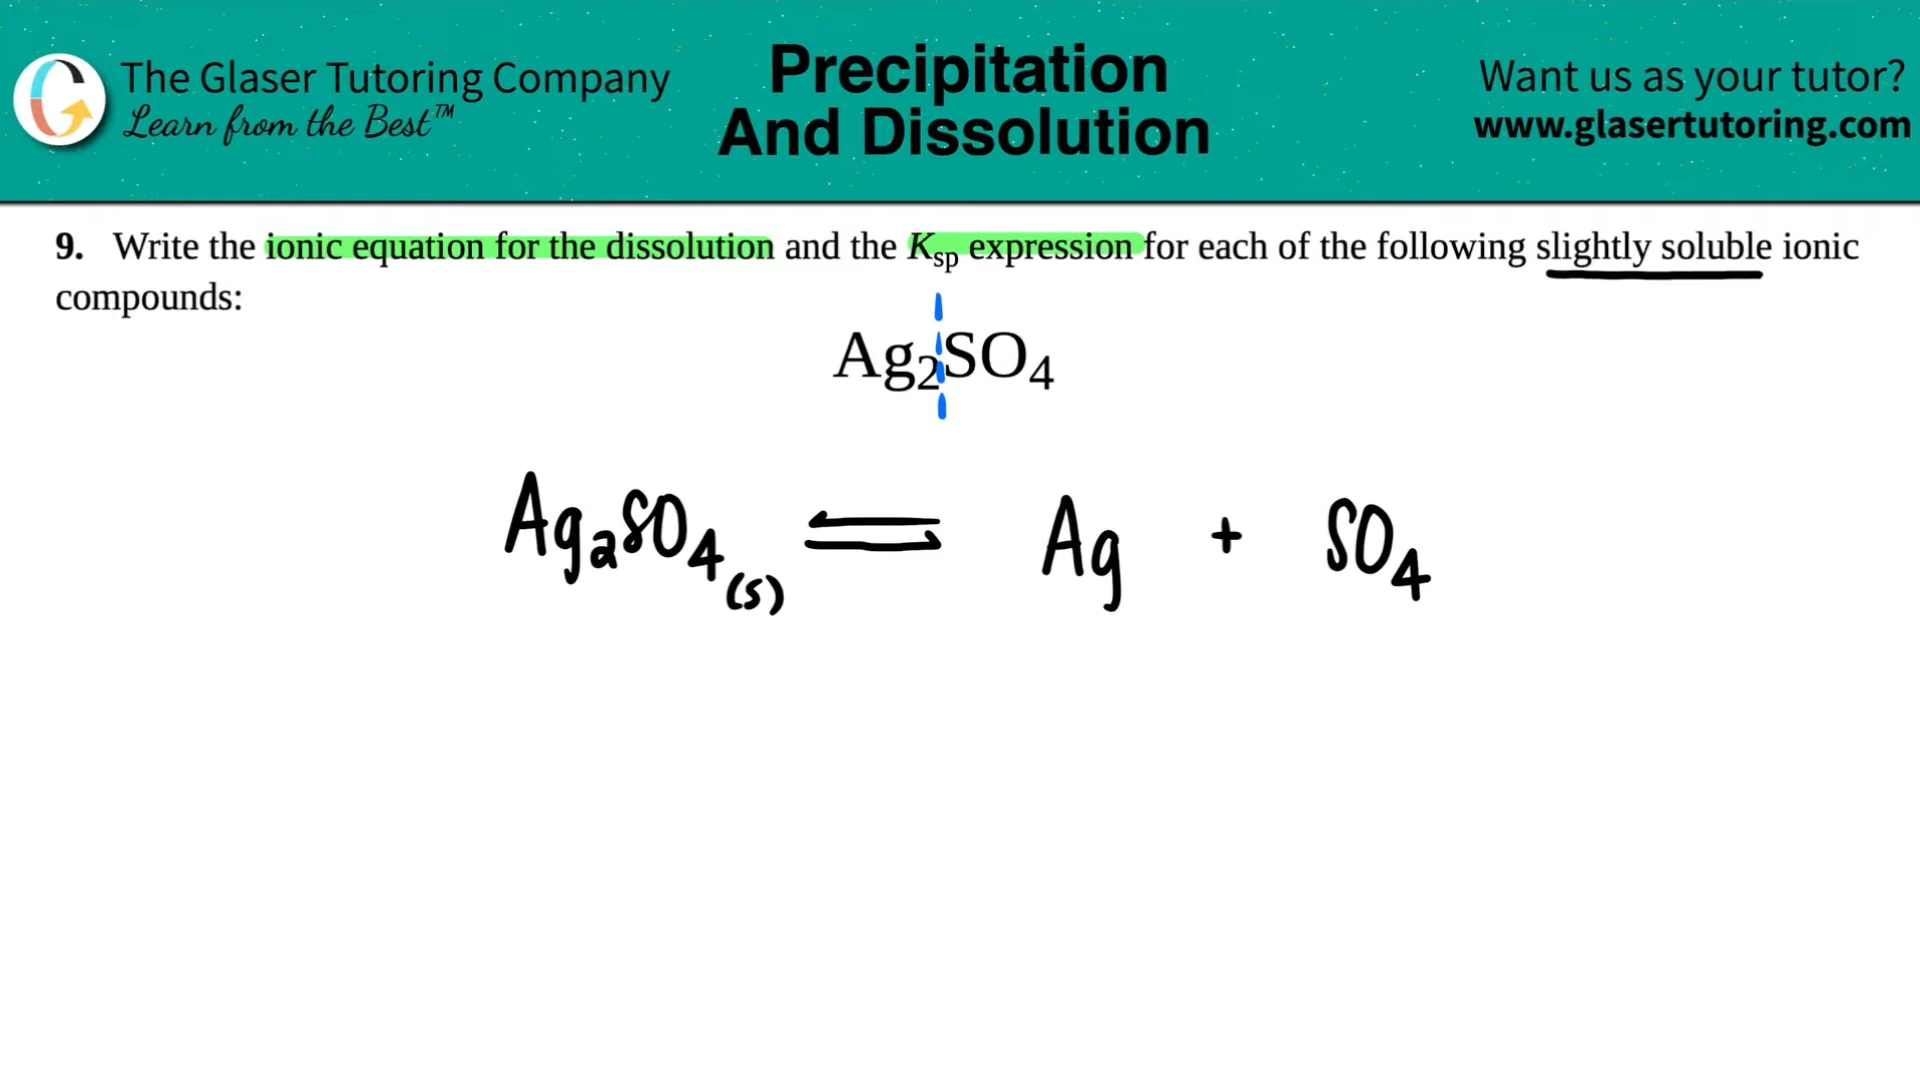 The Glaser Tutoring Company
Learn from the Best™
Precipitation
And Dissolution
Want us as your tutor?
www.glasertutoring.com
9. Write the ionic equation for the dissolution and the Ksp expression for each of the following slightly soluble ionic
compounds:
Ag₂SO₄
Ag₂SO₄(s) ⇌ Ag + SO₄